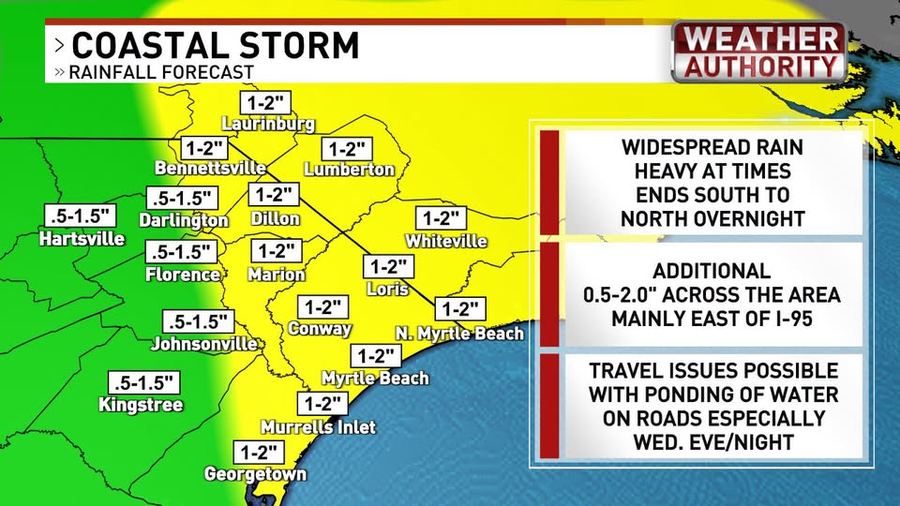 > COASTAL STORM
» RAINFALL FORECAST
WEATHER
AUTHORITY
1-2"
Laurinburg
1-2"
Bennettsville
1-2"
Lumberton
.5-1.5"
Darlington
1-2"
Dillon
.5-1.5"
Hartsville
1-2"
Whiteville
.5-1.5"
Florence
1-2"
Marion
1-2"
Loris
1-2"
Conway
1-2"
N. Myrtle Beach
.5-1.5"
Johnsonville
1-2"
Myrtle Beach
.5-1.5"
Kingstree
1-2"
Murrells Inlet
1-2"
Georgetown
WIDESPREAD RAIN
HEAVY AT TIMES
ENDS SOUTH TO
NORTH OVERNIGHT
ADDITIONAL
0.5-2.0" ACROSS THE AREA
MAINLY EAST OF I-95
TRAVEL ISSUES POSSIBLE
WITH PONDING OF WATER
ON ROADS ESPECIALLY
WED. EVE/NIGHT